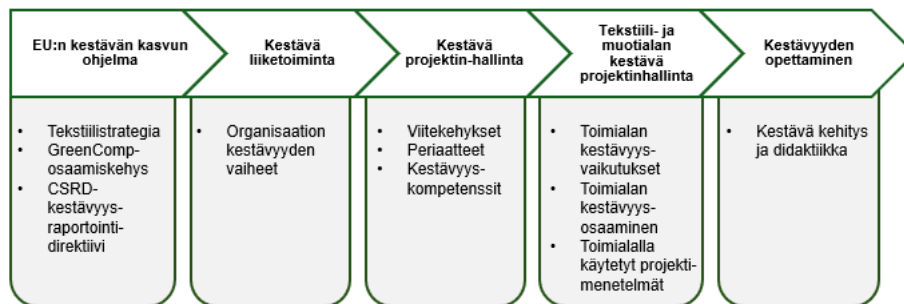 EU:n kestävän kasvun
ohjelma
Kestävä
liiketoiminta
Kestävä
projektin-hallinta
Tekstiili- ja
muotialan
kestävä
projektinhallinta
Kestävyyden
opettaminen
• Tekstiilistrategia
• GreenComp-
osaamiskehys
• CSRD-
kestävyys-
raportointi-
direktiivi
• Organisaation
kestävyyden
vaiheet
• Viitekehykset
• Periaatteet
• Kestävyys-
kompetenssit
• Toimialan
kestävyys-
vaikutukset
• Toimialan
kestävyys-
osaaminen
• Toimialalla
käytetyt projekti-
menetelmät
• Kestävä kehitys
ja didaktiikka